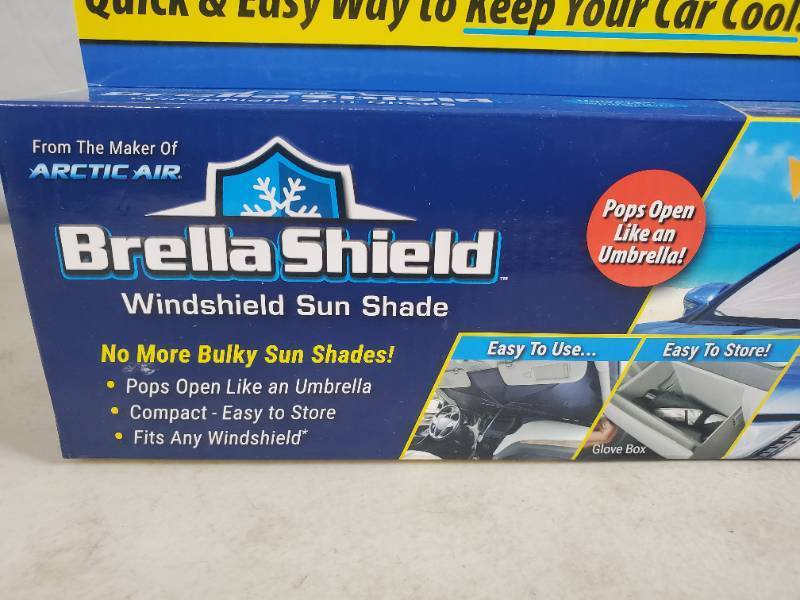 Quick & Easy Way to Keep Your Car Cool!
From The Maker Of
ARCTIC AIR®
Brella Shield™
Windshield Sun Shade
No More Bulky Sun Shades!
• Pops Open Like an Umbrella
• Compact - Easy to Store
• Fits Any Windshield*
Pops Open
Like an
Umbrella!
Easy To Use...
Easy To Store!
Glove Box